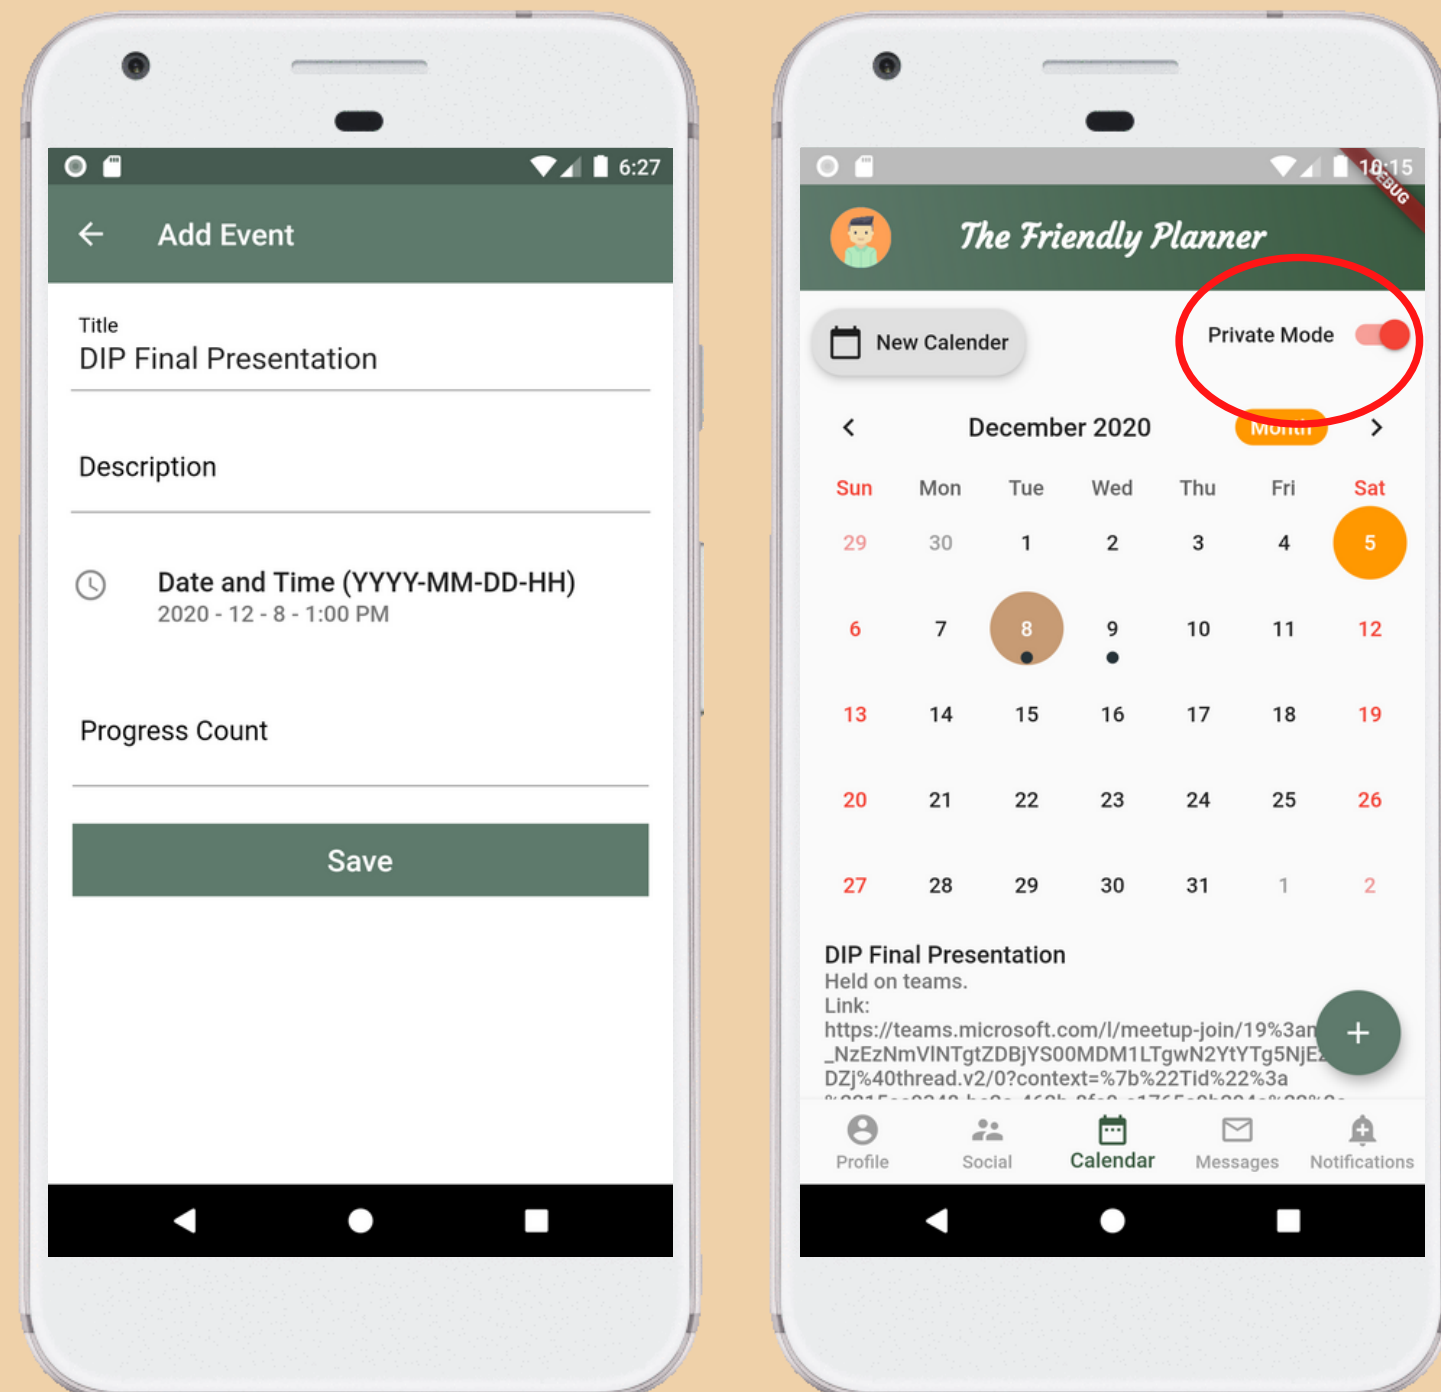 6:27
Add Event
Title
DIP Final Presentation
Description
Date and Time (YYYY-MM-DD-HH)
2020 - 12 - 8 - 1:00 PM
Progress Count
Save
10:15
The Friendly Planner
New Calender
Private Mode
December 2020
Month
Sun Mon Tue Wed Thu Fri Sat
29 30 1 2 3 4 5
6 7 8 9 10 11 12
13 14 15 16 17 18 19
20 21 22 23 24 25 26
27 28 29 30 31 1 2
DIP Final Presentation
Held on teams.
Link:
https://teams.microsoft.com/l/meetup-join/19%3an
DZj%40thread.v2/0?context=%7b%22Tid%22%3a
Profile Social Calendar Messages Notifications